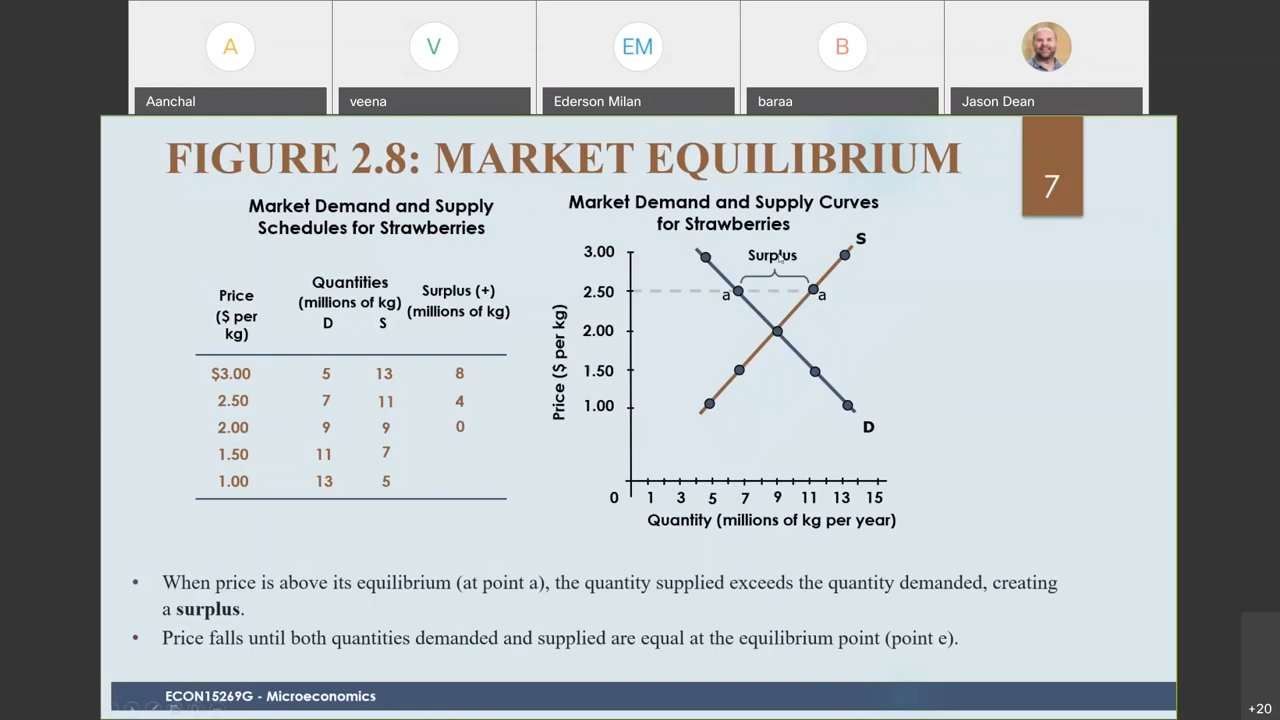 A
V
EM
B
Aanchal
veena
Ederson Milan
baraa
Jason Dean
FIGURE 2.8: MARKET EQUILIBRIUM
7
Market Demand and Supply
Schedules for Strawberries
Price
($ per
kg)
Quantities
(millions of kg)
D S
Surplus (+)
(millions of kg)
$3.00 5 13 8
2.50 7 11 4
2.00 9 9 0
1.50 11 7
1.00 13 5
Market Demand and Supply Curves
for Strawberries
Price ($ per kg)
3.00
2.50
2.00
1.50
1.00
Surplus
S
a
a
D
0 1 3 5 7 9 11 13 15
Quantity (millions of kg per year)
• When price is above its equilibrium (at point a), the quantity supplied exceeds the quantity demanded, creating
a surplus.
• Price falls until both quantities demanded and supplied are equal at the equilibrium point (point e).
ECON15269G - Microeconomics
+20